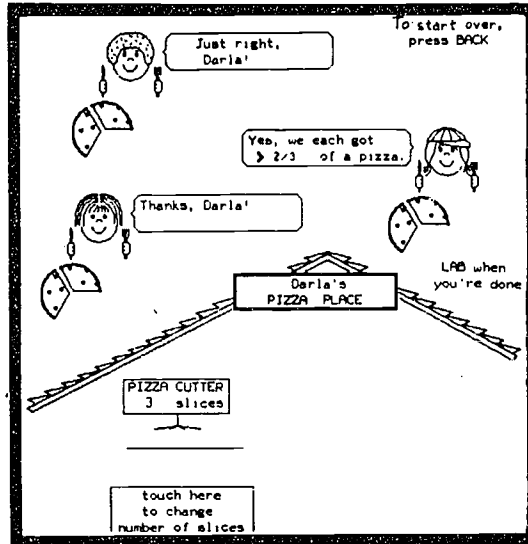 To start over,
press BACK
Just right,
Darla!
Yes, we each got
> 2/3 of a pizza.
Thanks, Darla!
LAB when
you're done
Darla's
PIZZA PLACE
PIZZA CUTTER
3 slices
touch here
to change
number of slices